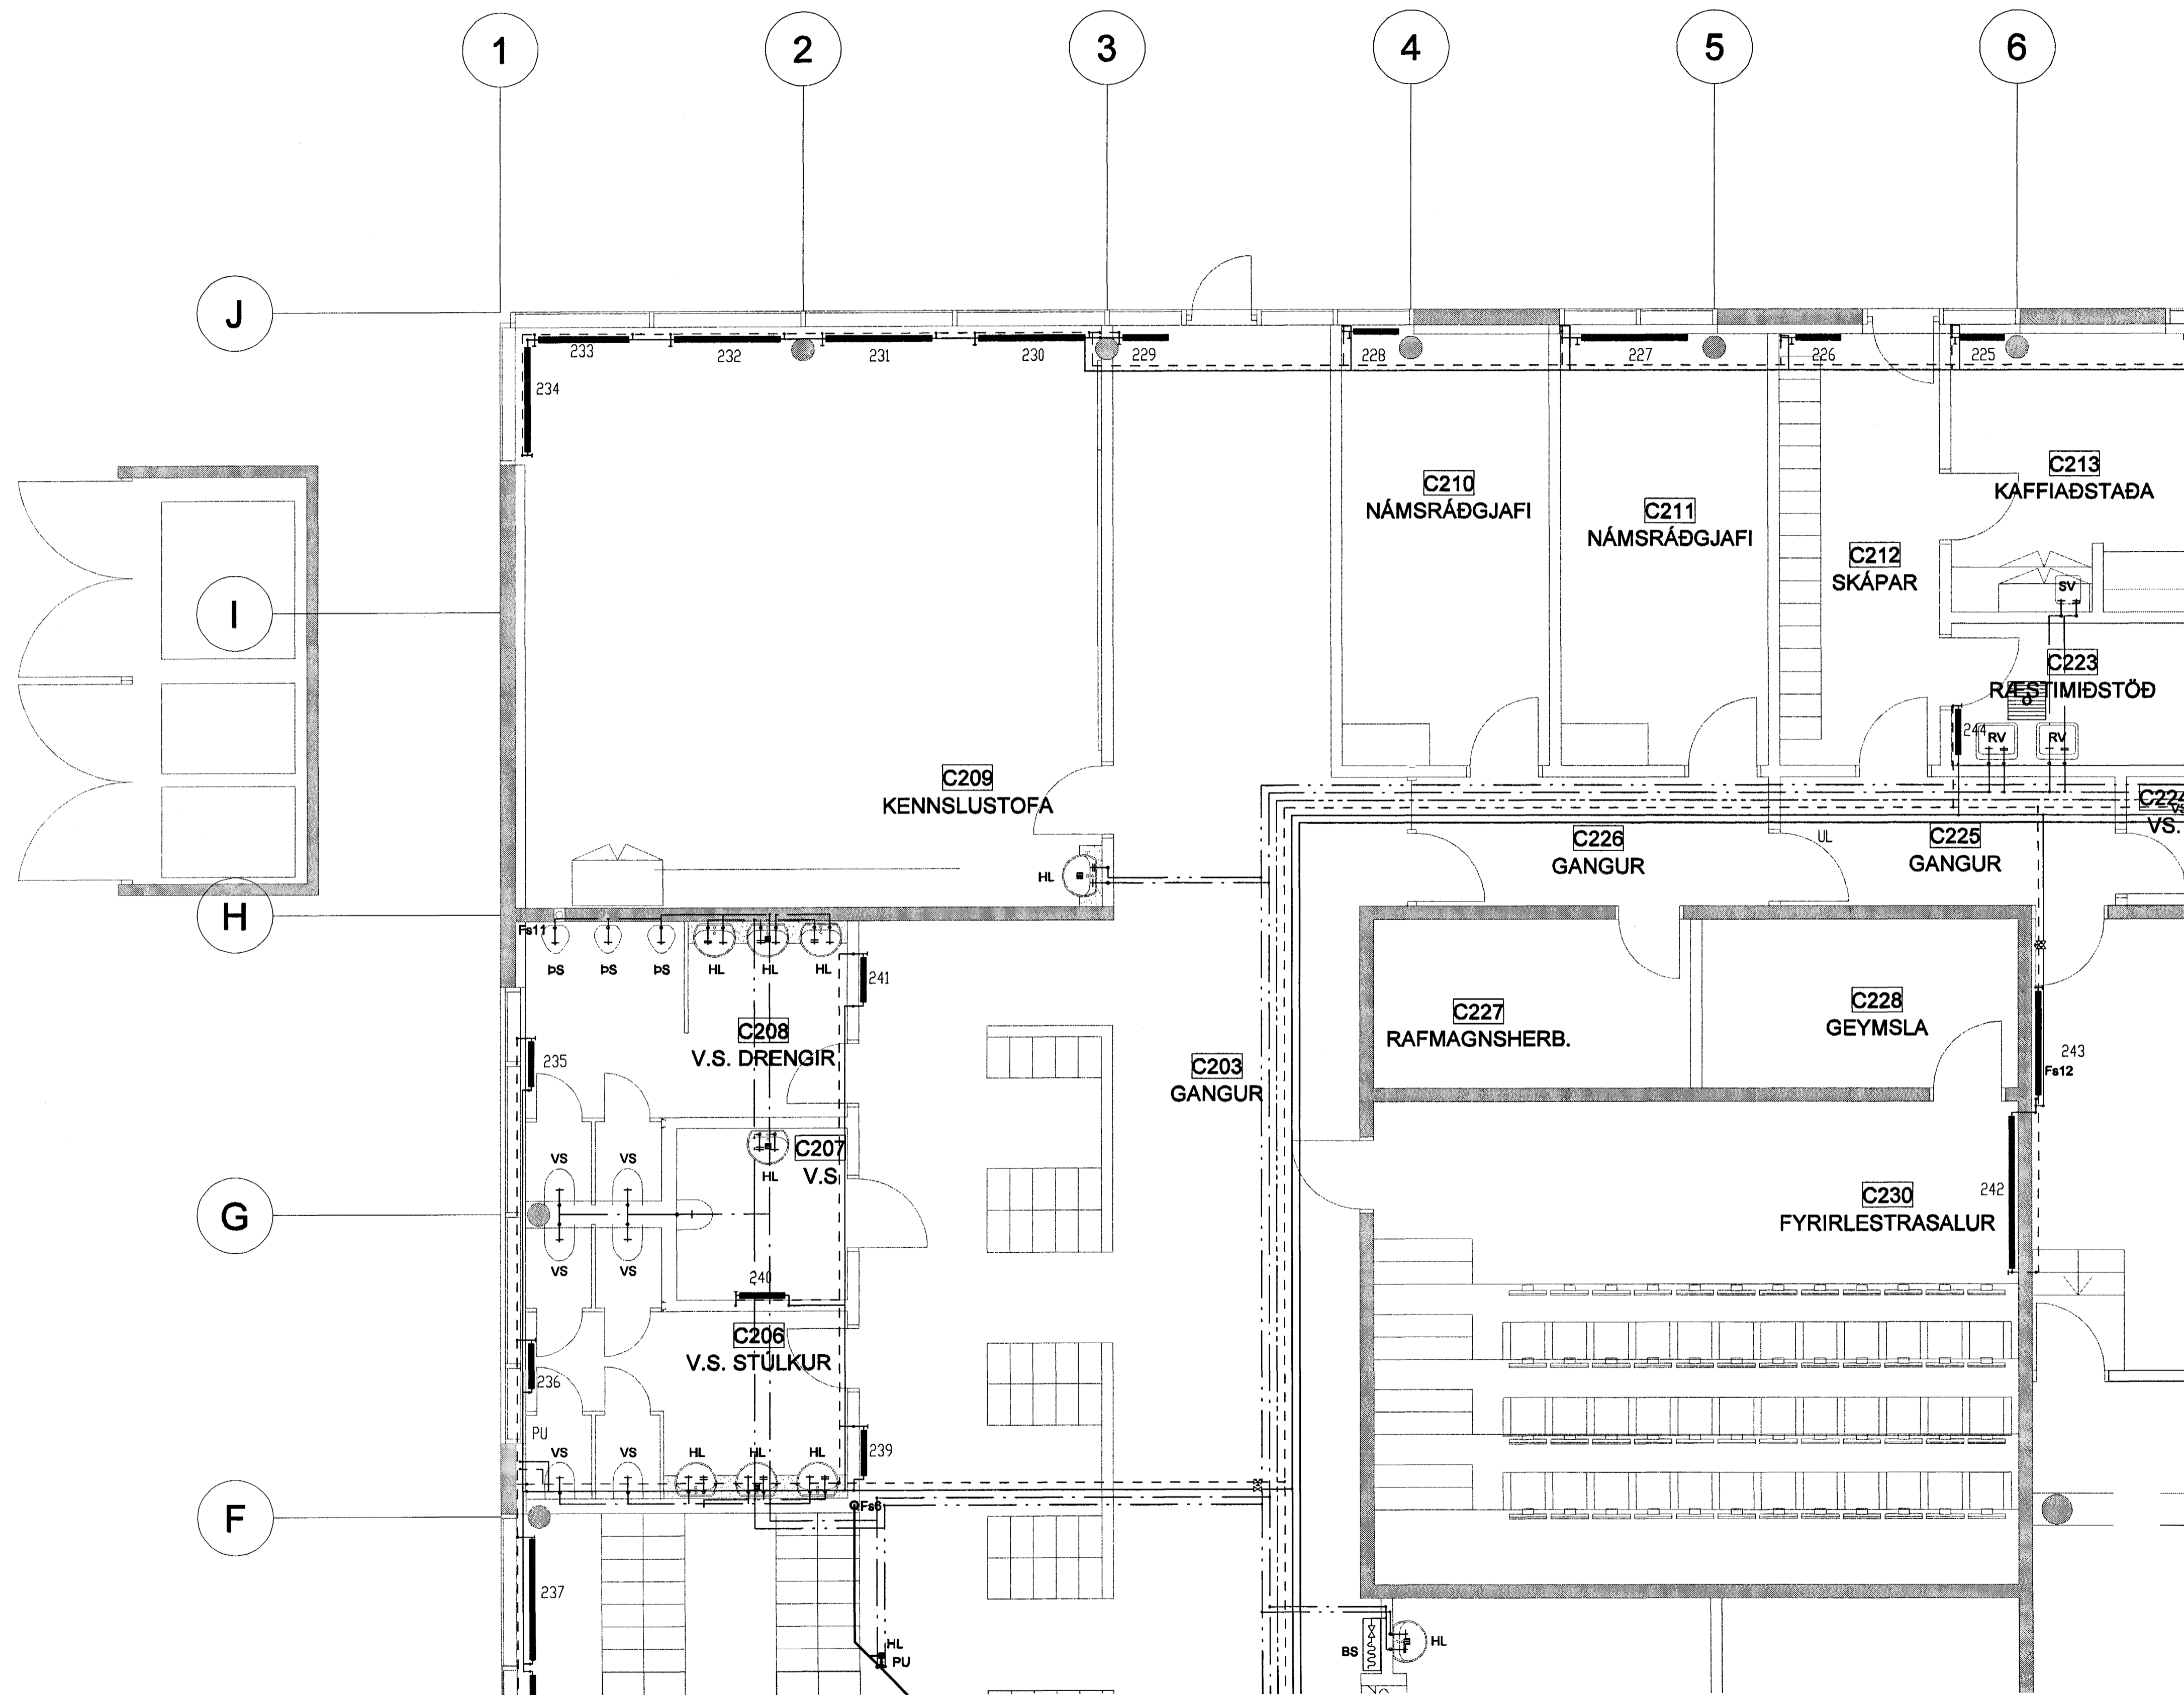 1
2
3
4
5
6
J
233
232
231
230
229
228
227
226
225
234
C210
NÁMSRÁÐGJAFI
C211
NÁMSRÁÐGJAFI
C212
SKÁPAR
C213
KAFFIAÐSTAÐA
SV
I
C223
RÆSTIMIÐSTÖÐ
244
RV
RV
C209
KENNSLUSTOFA
C224
VS
VS.
C226
GANGUR
UL
C225
GANGUR
HL
H
Fs11
ÞS
ÞS
ÞS
HL
HL
HL
241
C208
V.S. DRENGIR
235
C227
RAFMAGNSHERB.
C228
GEYMSLA
243
Fs12
C203
GANGUR
C207
V.S
HL
VS
VS
G
VS
VS
242
C230
FYRIRLESTRASALUR
240
C206
V.S. STÚLKUR
236
PU
VS
VS
HL
HL
HL
239
F
Fs6
237
HL
PU
BS
HL